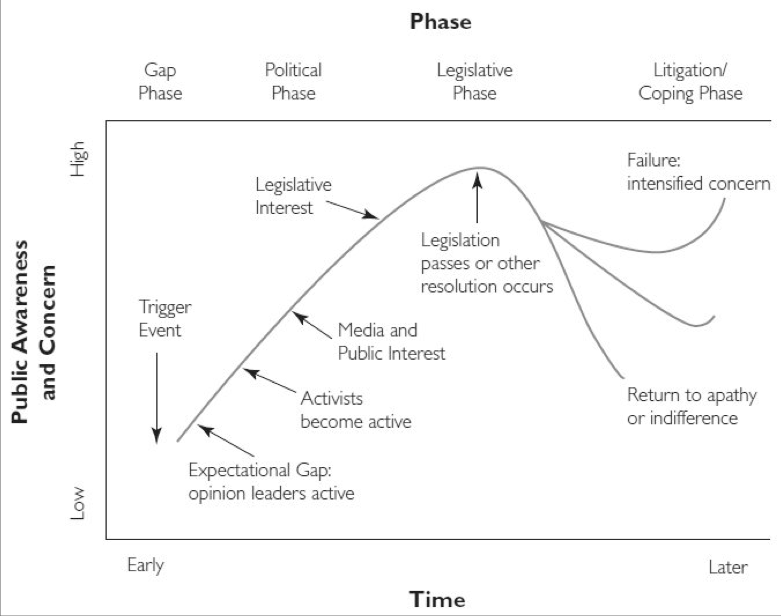 Phase
Gap
Phase
Political
Phase
Legislative
Phase
Litigation/
Coping Phase
High
Failure:
intensified concern
Legislative
Interest
Legislation
passes or other
resolution occurs
Public Awareness
and Concern
Trigger
Event
Media and
Public Interest
Activists
become active
Return to apathy
or indifference
Expectational Gap:
opinion leaders active
Low
Early
Later
Time